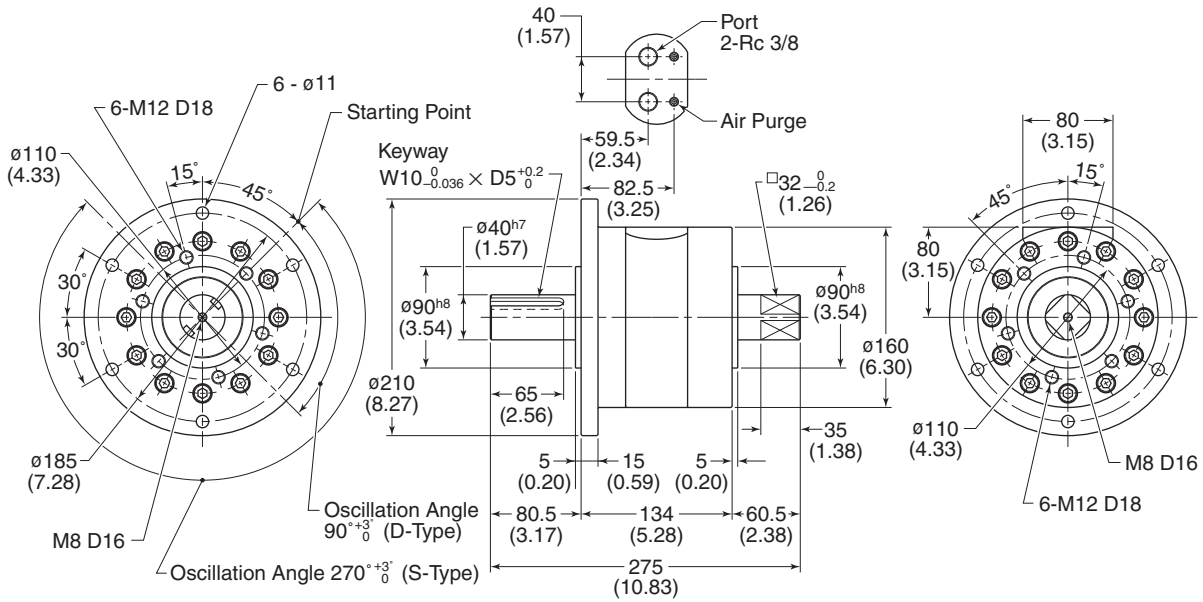 40
(1.57)
Port
2-Rc 3/8
Air Purge
59.5
(2.34)
82.5
(3.25)
6 - ø11
6-M12 D18
Starting Point
ø110
(4.33)
15°
45°
30°
30°
ø185
(7.28)
M8 D16
Oscillation Angle
90° +3° 0 (D-Type)
Oscillation Angle 270° +3° 0 (S-Type)
Keyway
W10 0 -0.036 × D5 +0.2 0
ø40h7
(1.57)
ø90h8
(3.54)
ø210
(8.27)
65
(2.56)
5
(0.20)
15
(0.59)
5
(0.20)
80.5
(3.17)
134
(5.28)
60.5
(2.38)
275
(10.83)
□32 0 -0.2
(1.26)
ø90h8
(3.54)
ø160
(6.30)
35
(1.38)
80
(3.15)
45°
15°
80
(3.15)
ø110
(4.33)
M8 D16
6-M12 D18